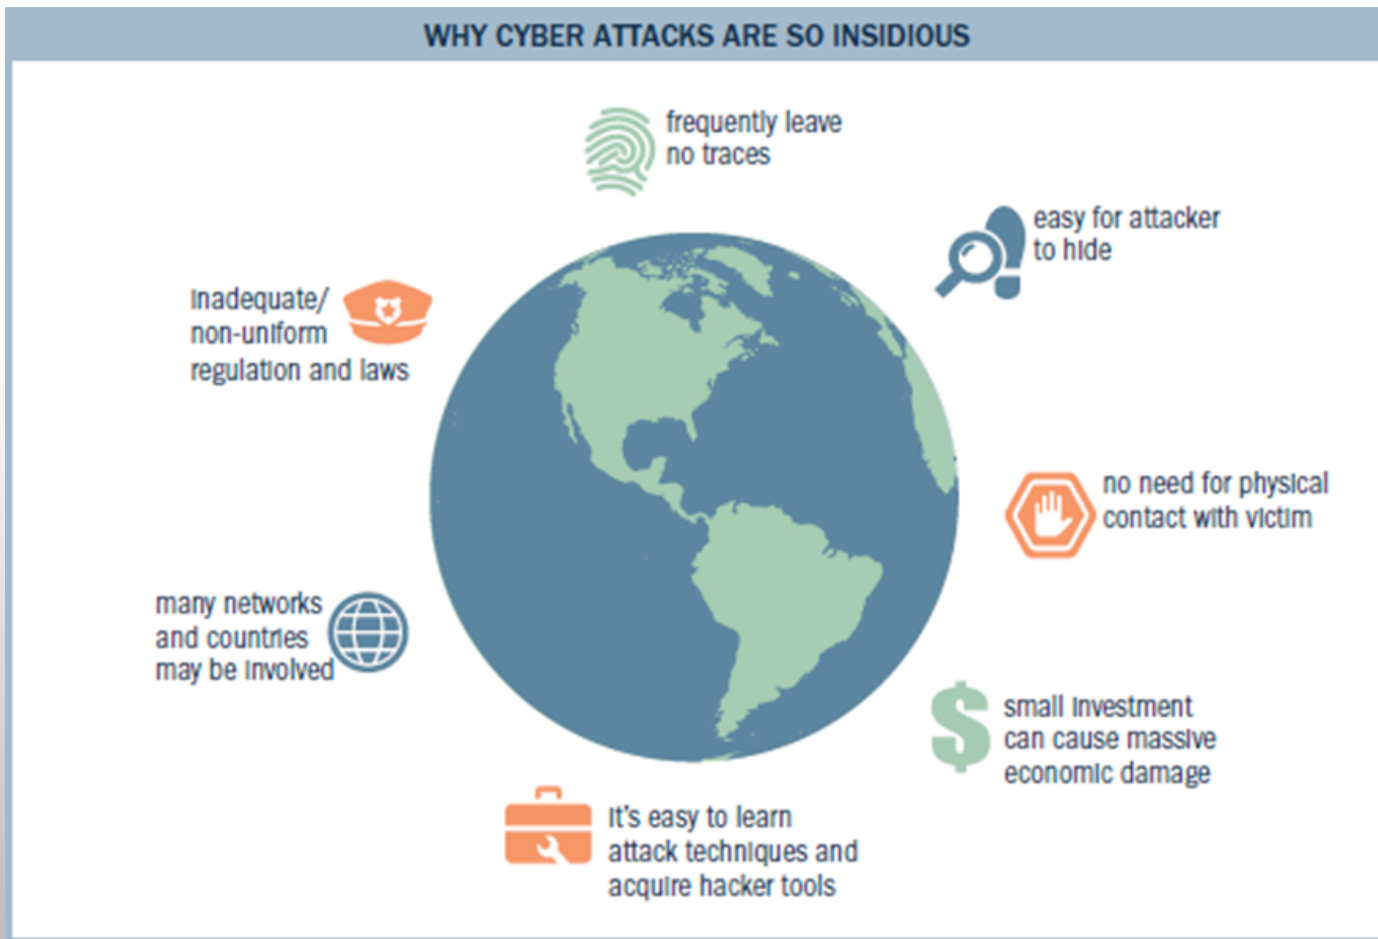 WHY CYBER ATTACKS ARE SO INSIDIOUS
frequently leave
no traces
easy for attacker
to hide
no need for physical
contact with victim
small investment
can cause massive
economic damage
It's easy to learn
attack techniques and
acquire hacker tools
many networks
and countries
may be involved
Inadequate/
non-uniform
regulation and laws